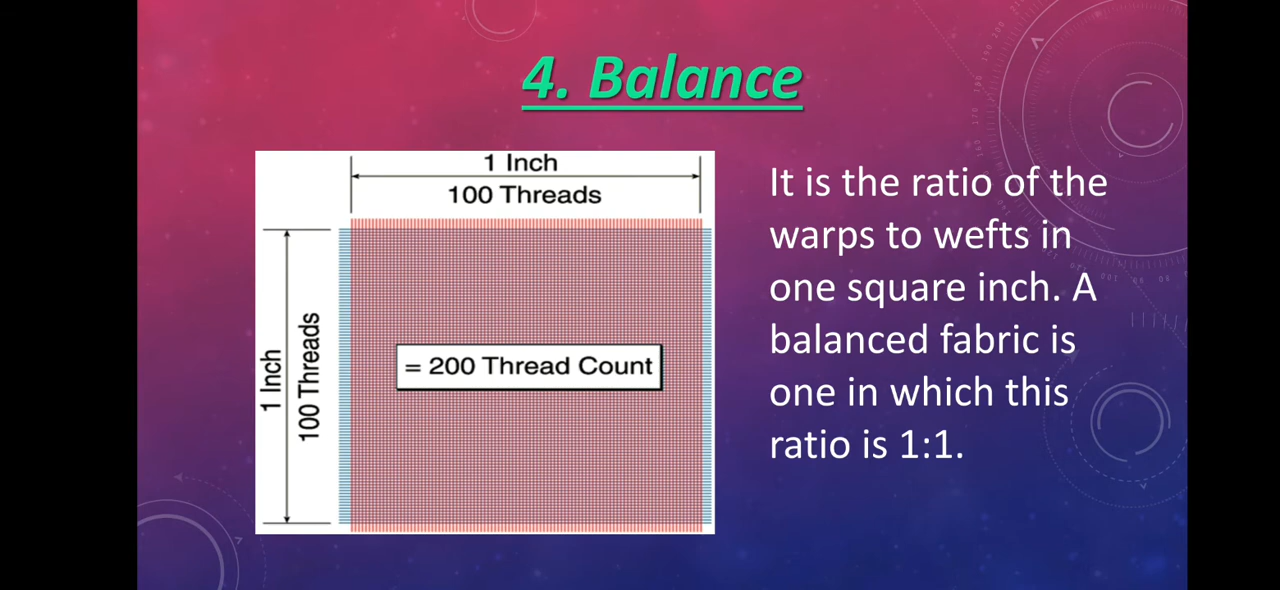 4. Balance
1 Inch
100 Threads
1 Inch
100 Threads
= 200 Thread Count
It is the ratio of the
warps to wefts in
one square inch. A
balanced fabric is
one in which this
ratio is 1:1.